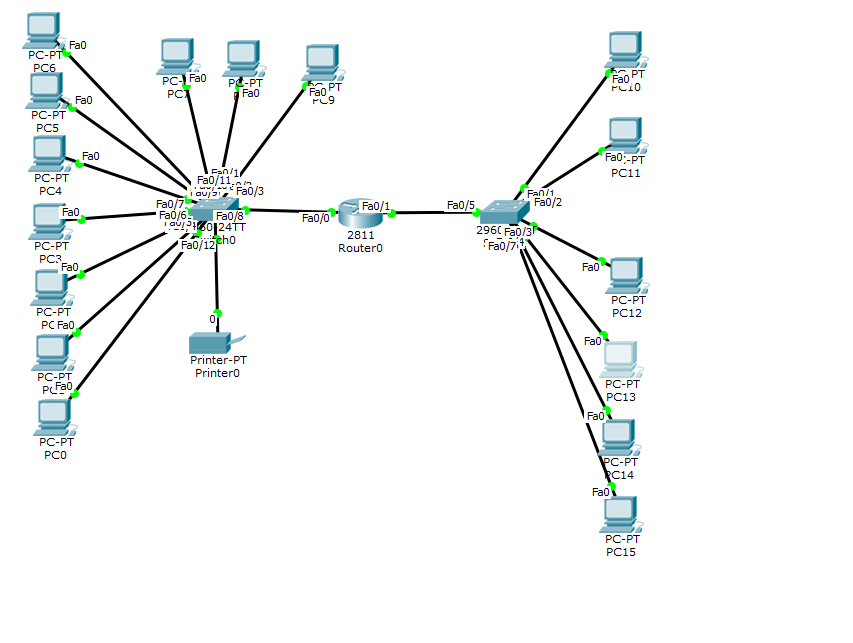 Fa0
PC-PT
PC6
Fa0
PC-PT
PC5
Fa0
PC-PT
PC4
Fa0
PC-PT
PC3
Fa0
Fa0
PC-PT
Fa0
PC-PT
PC0
Fa0
Fa0
Fa0
PC9
Fa0/11
Fa0/3
Fa0/7
Fa0/6
Fa0/8
Fa0/12
0
Printer-PT
Printer0
Fa0/0
Fa0/1
2811
Router0
Fa0/5
Fa0/1
Fa0/2
Fa0/3
Fa0/7
Fa0
PC10
Fa0
PC11
Fa0
PC-PT
PC12
Fa0
PC-PT
PC13
Fa0
PC-PT
PC14
Fa0
PC-PT
PC15